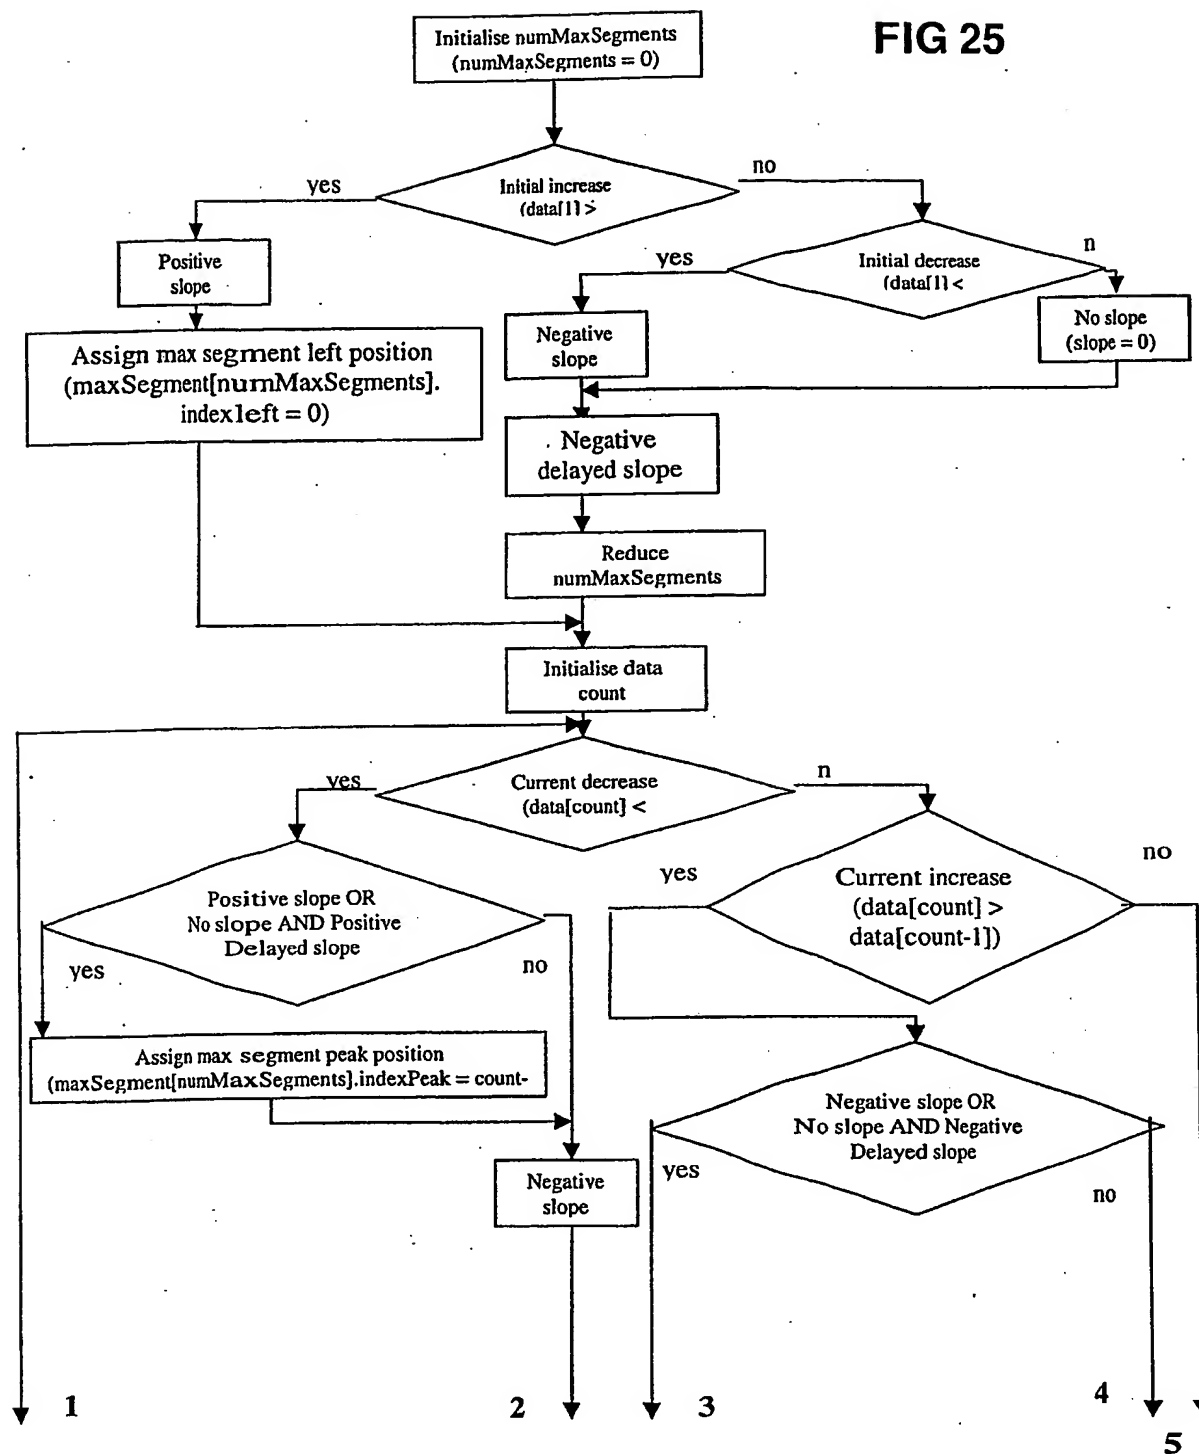 FIG 25
Initialise numMaxSegments
(numMaxSegments = 0)
Initial increase
(data[1] >
yes
no
Positive
slope
Initial decrease
(data[1] <
yes
n
Negative
slope
No slope
(slope = 0)
Assign max segment left position
(maxSegment[numMaxSegments].
indexleft = 0)
Negative
delayed slope
Reduce
numMaxSegments
Initialise data
count
Current decrease
(data[count] <
yes
n
Positive slope OR
No slope AND Positive
Delayed slope
yes
no
Current increase
(data[count] >
data[count-1])
yes
no
Assign max segment peak position
(maxSegment[numMaxSegments].indexPeak = count-
Negative slope OR
No slope AND Negative
Delayed slope
yes
no
Negative
slope
1
2
3
4
5